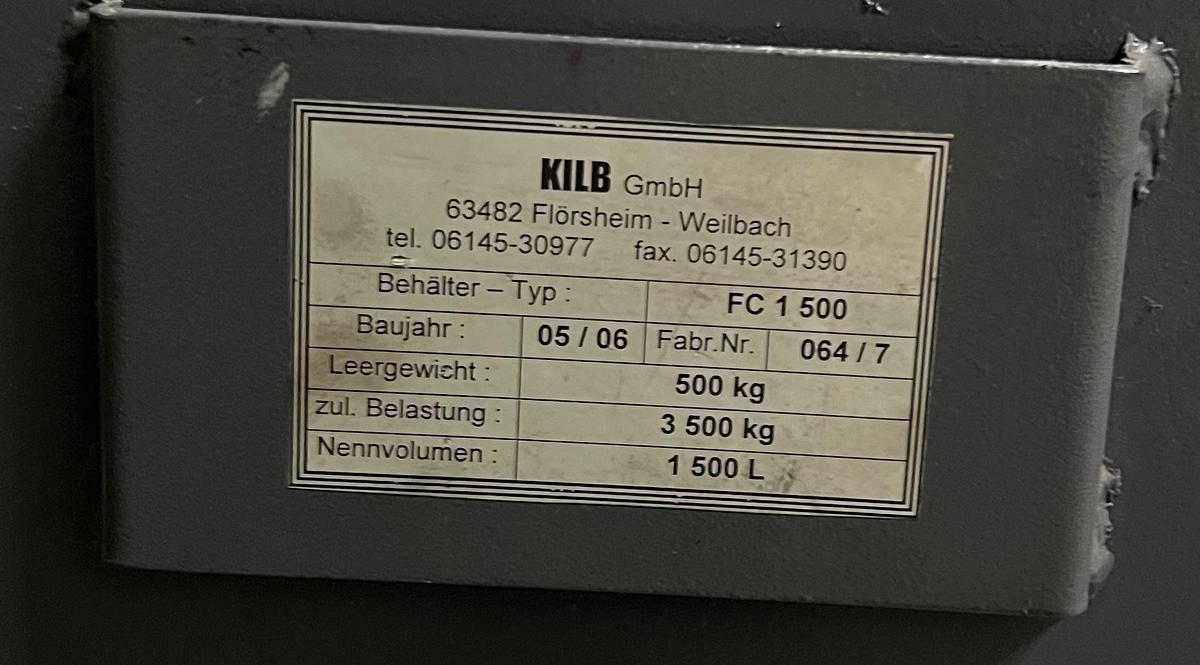 KILB GmbH
63482 Flörsheim - Weilbach
tel. 06145-30977 fax. 06145-31390
Behälter – Typ : FC 1 500
Baujahr : 05 / 06 Fabr.Nr. 064 / 7
Leergewicht : 500 kg
zul. Belastung : 3 500 kg
Nennvolumen : 1 500 L